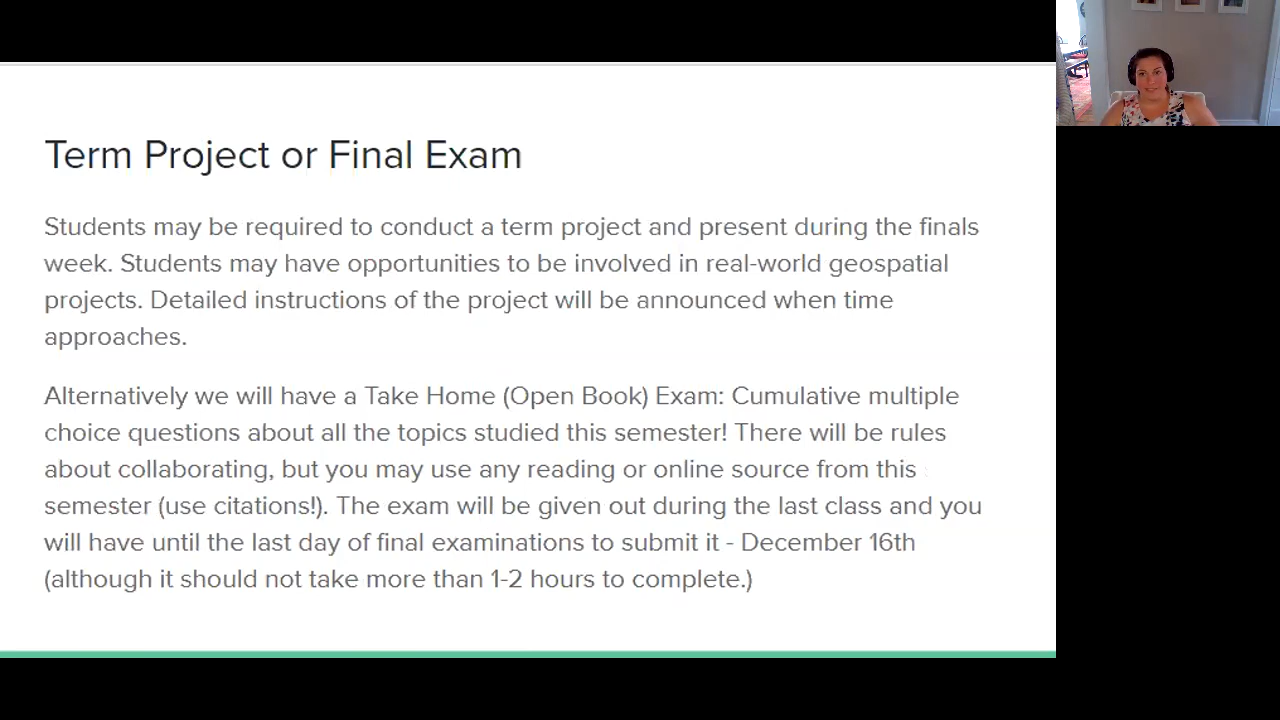 Term Project or Final Exam
Students may be required to conduct a term project and present during the finals
week. Students may have opportunities to be involved in real-world geospatial
projects. Detailed instructions of the project will be announced when time
approaches.
Alternatively we will have a Take Home (Open Book) Exam: Cumulative multiple
choice questions about all the topics studied this semester! There will be rules
about collaborating, but you may use any reading or online source from this
semester (use citations!). The exam will be given out during the last class and you
will have until the last day of final examinations to submit it - December 16th
(although it should not take more than 1-2 hours to complete.)